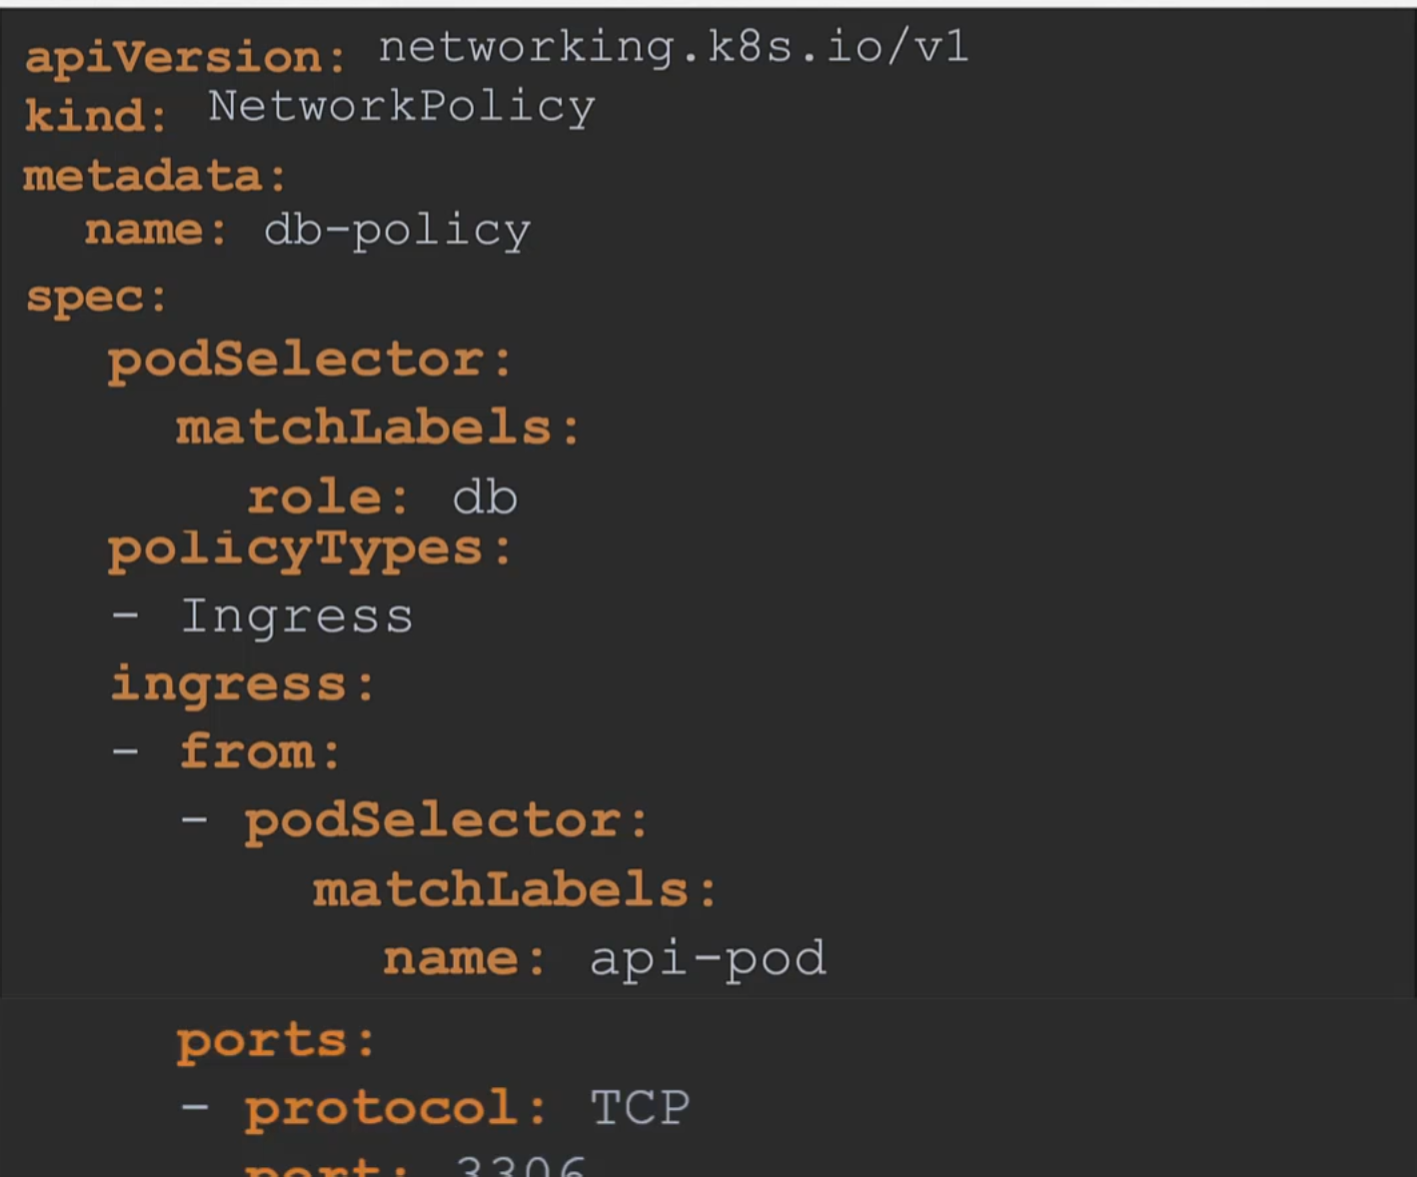 apiVersion: networking.k8s.io/v1
kind: NetworkPolicy
metadata:
  name: db-policy
spec:
  podSelector:
    matchLabels:
      role: db
  policyTypes:
  - Ingress
  ingress:
  - from:
    - podSelector:
        matchLabels:
          name: api-pod
    ports:
    - protocol: TCP
      port: 3306